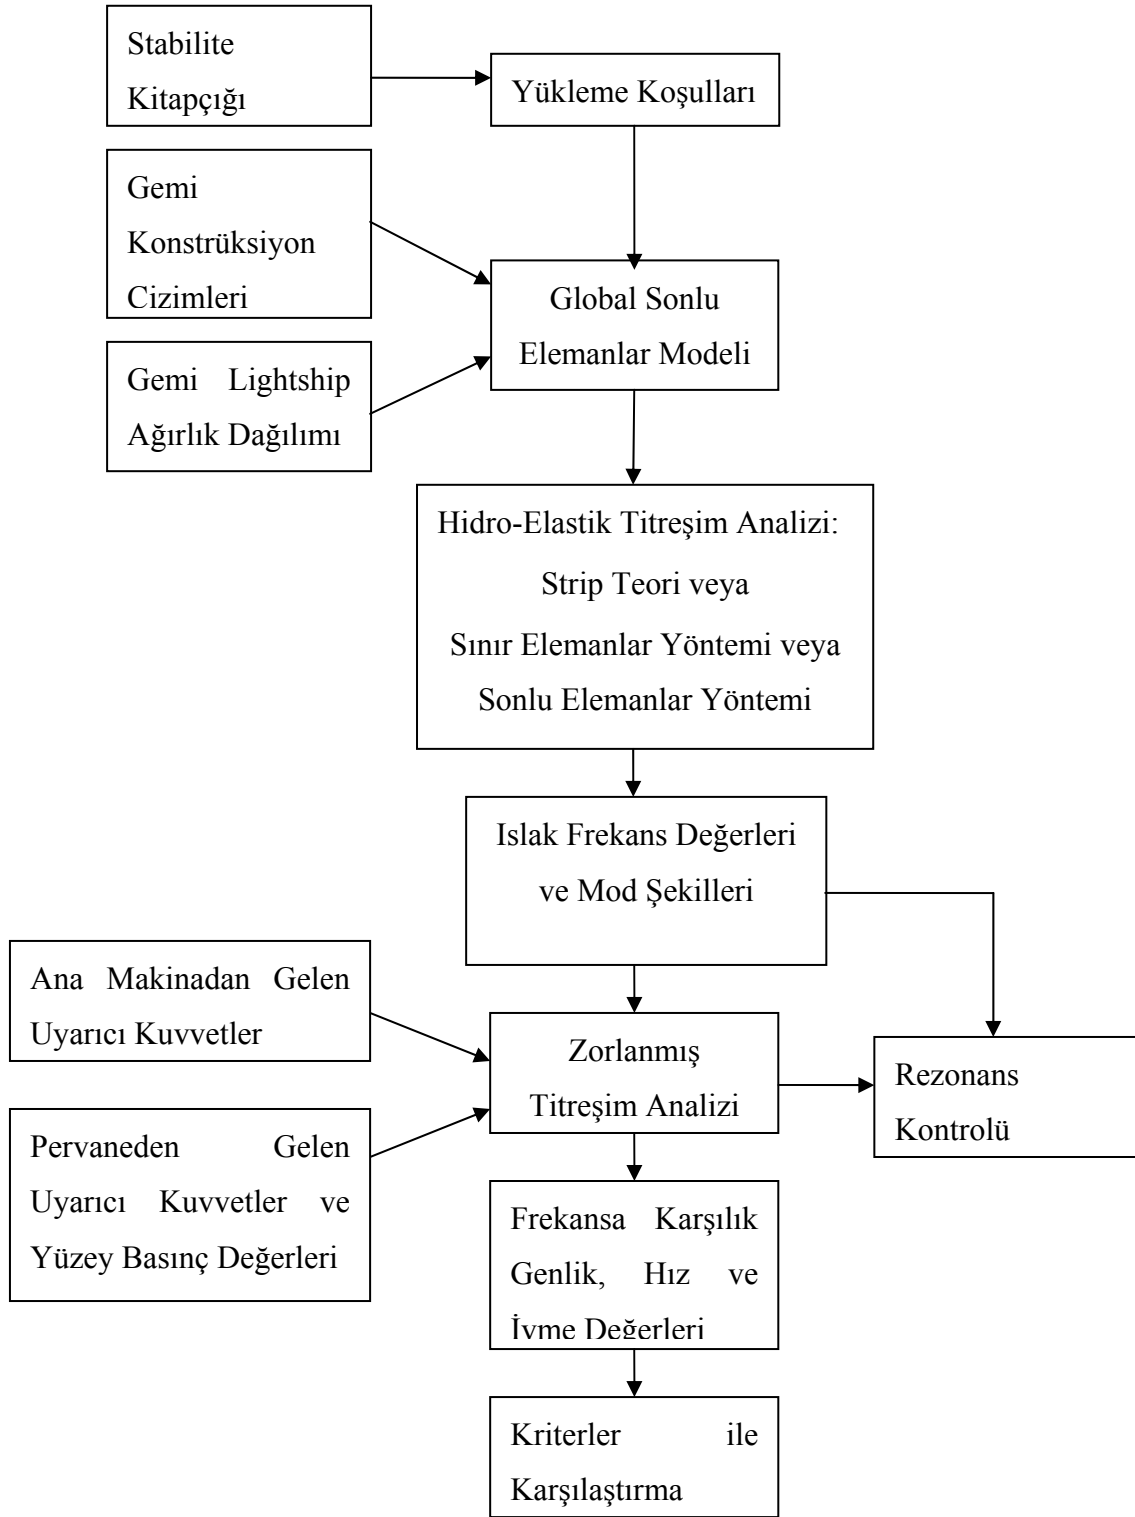 Stabilite
Kitapçığı
Yükleme Koşulları
Gemi
Konstrüksiyon
Cizimleri
Global Sonlu
Elemanlar Modeli
Gemi Lightship
Ağırlık Dağılımı
Hidro-Elastik Titreşim Analizi:
Strip Teori veya
Sınır Elemanlar Yöntemi veya
Sonlu Elemanlar Yöntemi
Islak Frekans Değerleri
ve Mod Şekilleri
Ana Makinadan Gelen
Uyarıcı Kuvvetler
Zorlanmış
Titreşim Analizi
Rezonans
Kontrolü
Pervaneden Gelen
Uyarıcı Kuvvetler ve
Yüzey Basınç Değerleri
Frekansa Karşılık
Genlik, Hız ve
İvme Değerleri
Kriterler ile
Karşılaştırma